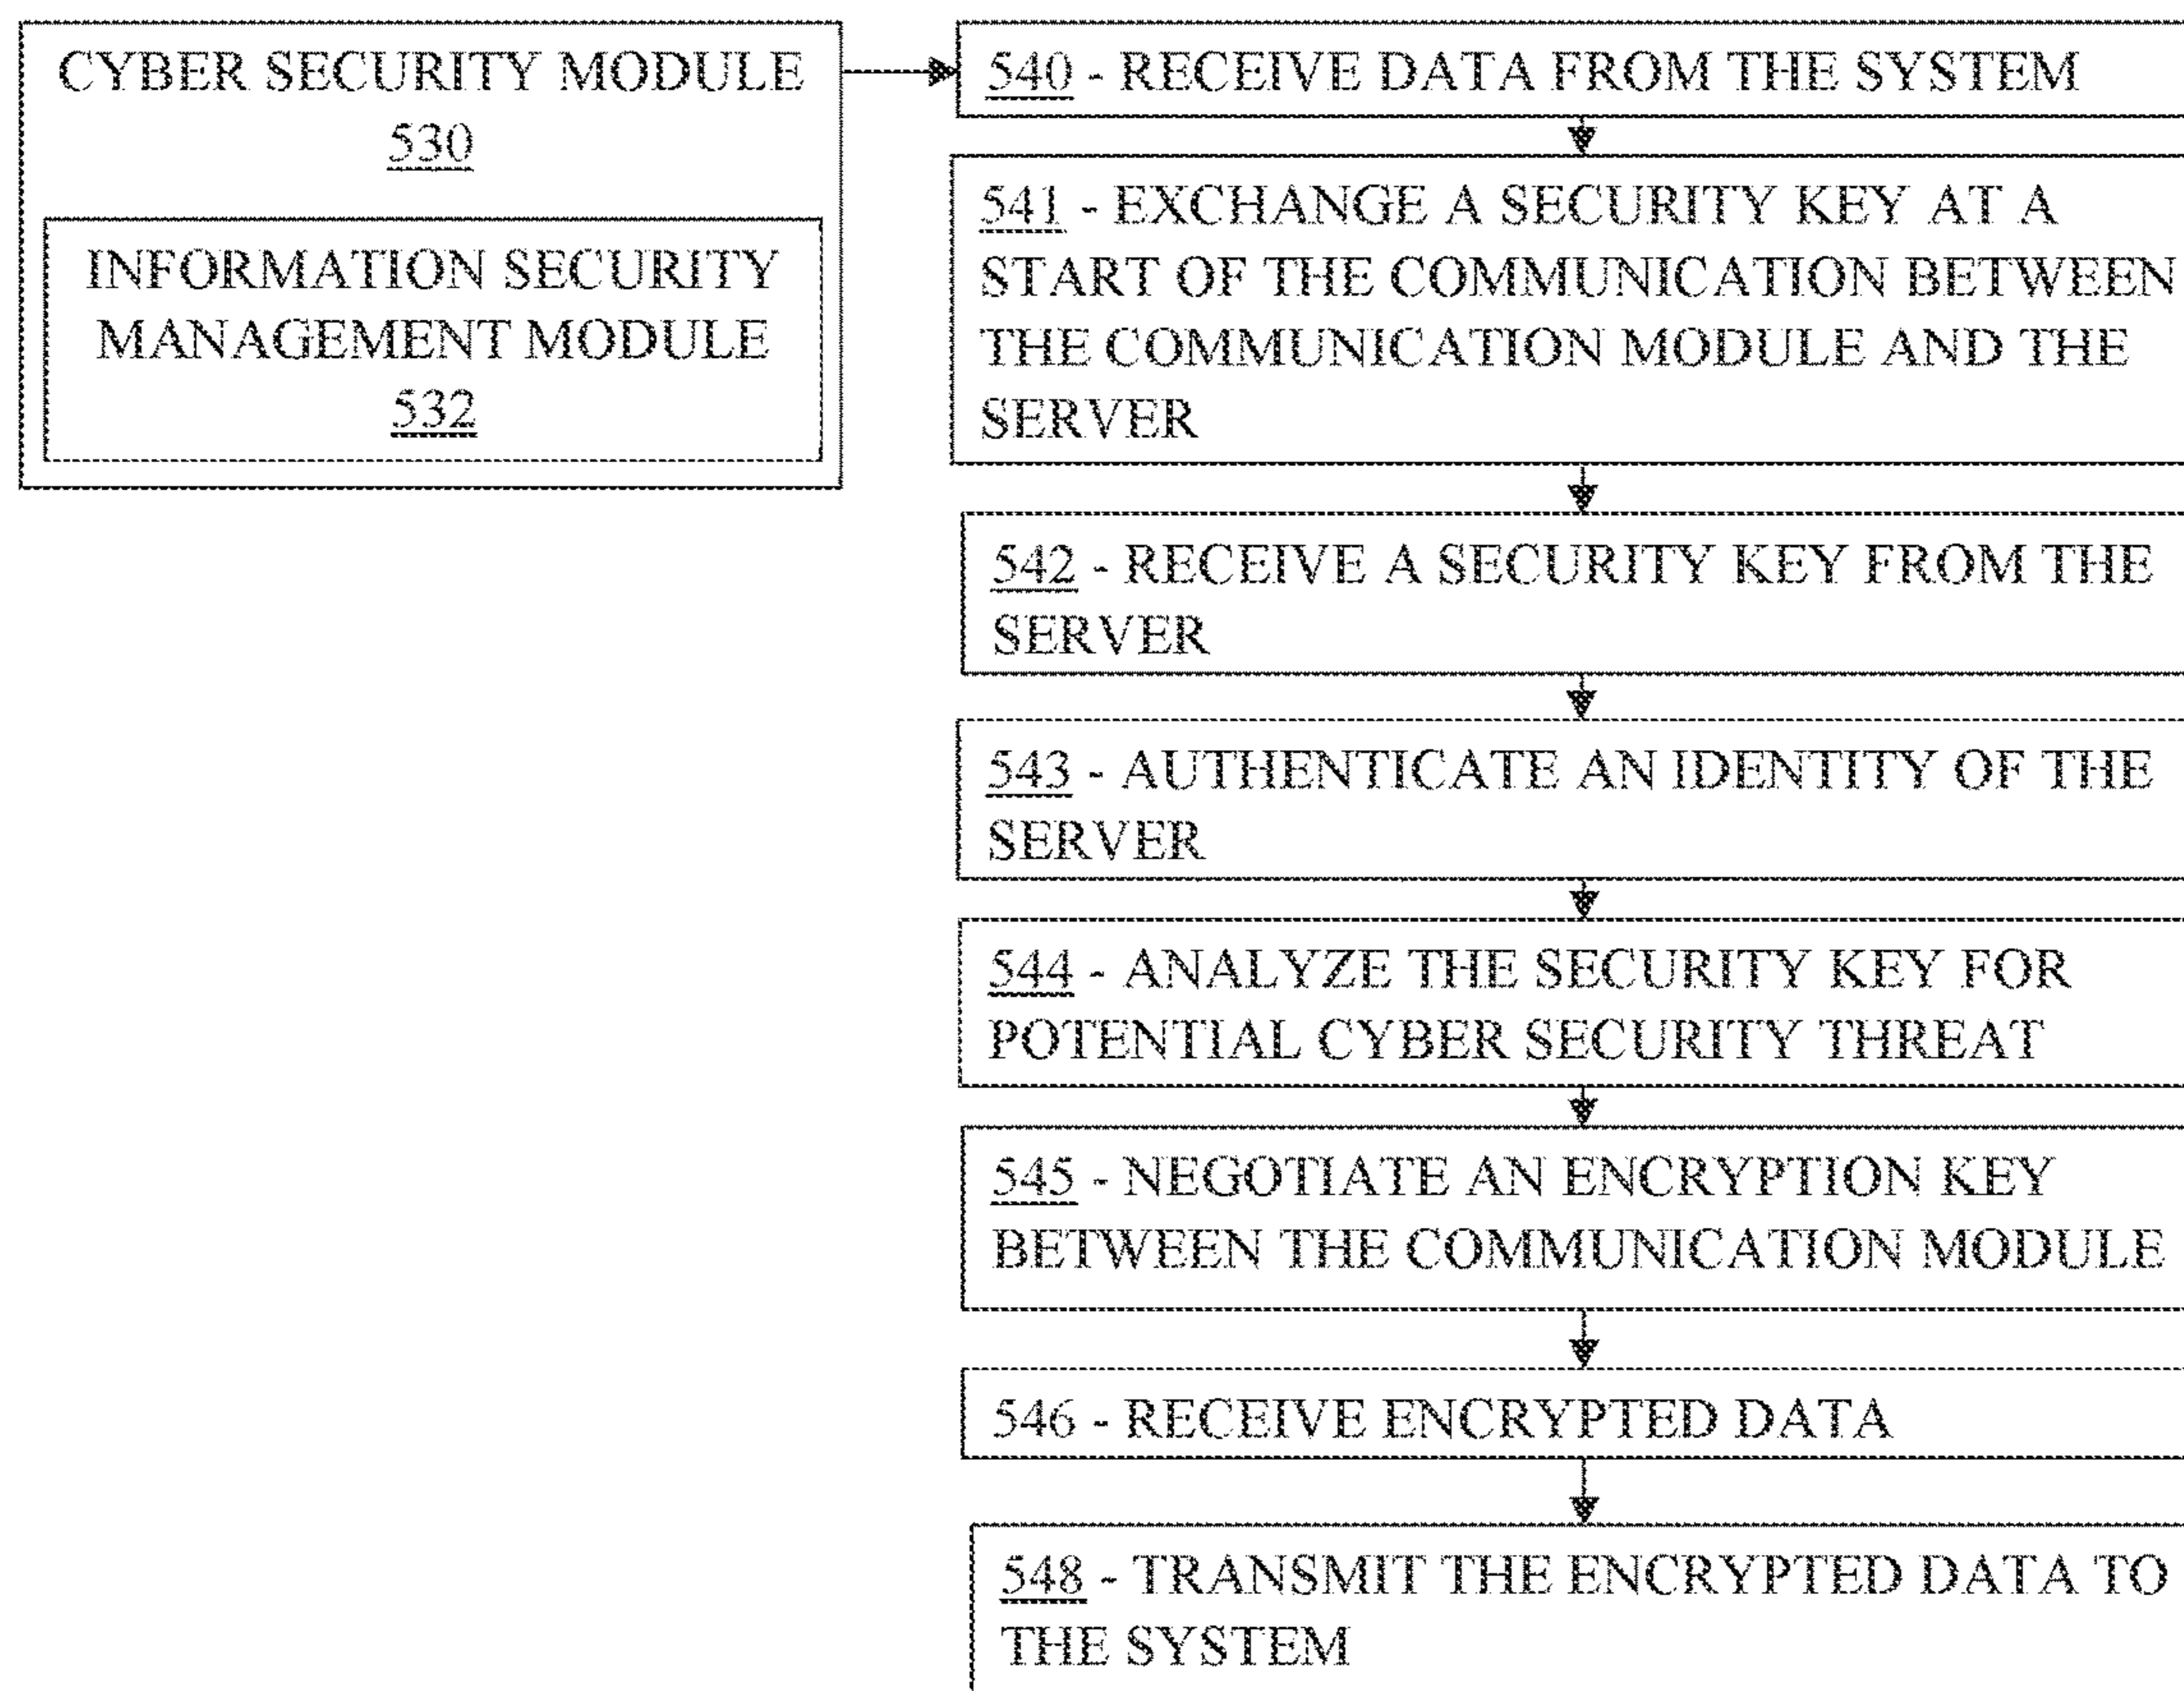 CYBER SECURITY MODULE
530
INFORMATION SECURITY
MANAGEMENT MODULE
532
540 - RECEIVE DATA FROM THE SYSTEM
541 - EXCHANGE A SECURITY KEY AT A
START OF THE COMMUNICATION BETWEEN
THE COMMUNICATION MODULE AND THE
SERVER
542 - RECEIVE A SECURITY KEY FROM THE
SERVER
543 - AUTHENTICATE AN IDENTITY OF THE
SERVER
544 - ANALYZE THE SECURITY KEY FOR
POTENTIAL CYBER SECURITY THREAT
545 - NEGOTIATE AN ENCRYPTION KEY
BETWEEN THE COMMUNICATION MODULE
546 - RECEIVE ENCRYPTED DATA
548 - TRANSMIT THE ENCRYPTED DATA TO
THE SYSTEM